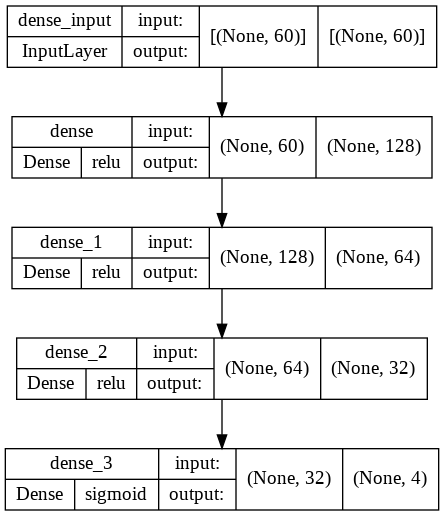 dense_input input: [(None, 60)] [(None, 60)]
InputLayer output:
dense input: (None, 60) (None, 128)
Dense relu output:
dense_1 input: (None, 128) (None, 64)
Dense relu output:
dense_2 input: (None, 64) (None, 32)
Dense relu output:
dense_3 input: (None, 32) (None, 4)
Dense sigmoid output: